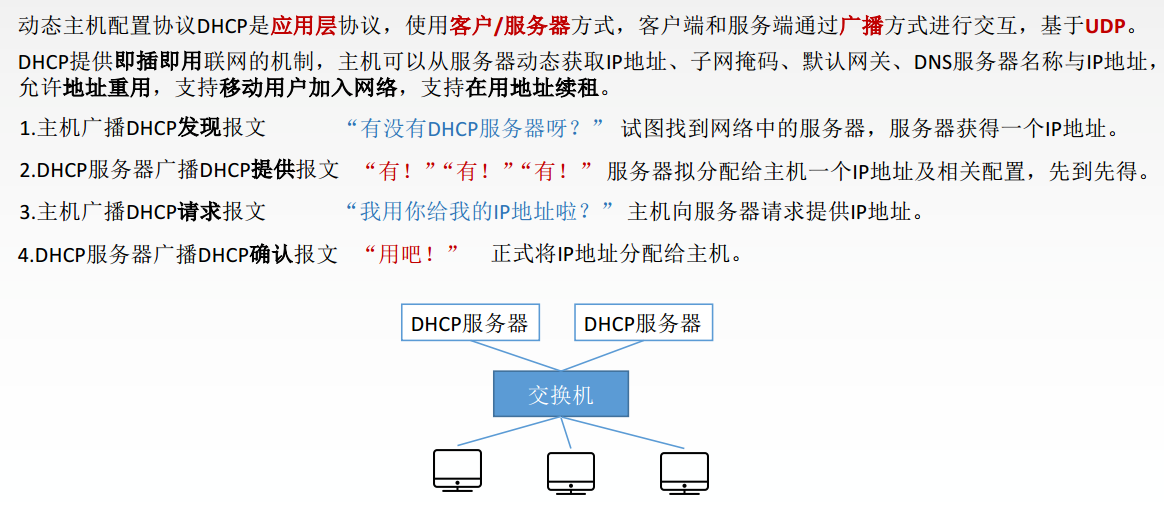 动态主机配置协议DHCP是应用层协议，使用客户/服务器方式，客户端和服务端通过广播方式进行交互，基于UDP。
DHCP提供即插即用联网的机制，主机可以从服务器动态获取IP地址、子网掩码、默认网关、DNS服务器名称与IP地址，
允许地址重用，支持移动用户加入网络，支持在用地址续租。
1.主机广播DHCP发现报文 “有没有DHCP服务器呀？” 试图找到网络中的服务器，服务器获得一个IP地址。
2.DHCP服务器广播DHCP提供报文 “有！”“有！”“有！” 服务器拟分配给主机一个IP地址及相关配置，先到先得。
3.主机广播DHCP请求报文 “我用你给我的IP地址啦？” 主机向服务器请求提供IP地址。
4.DHCP服务器广播DHCP确认报文 “用吧！” 正式将IP地址分配给主机。
DHCP服务器 DHCP服务器
交换机